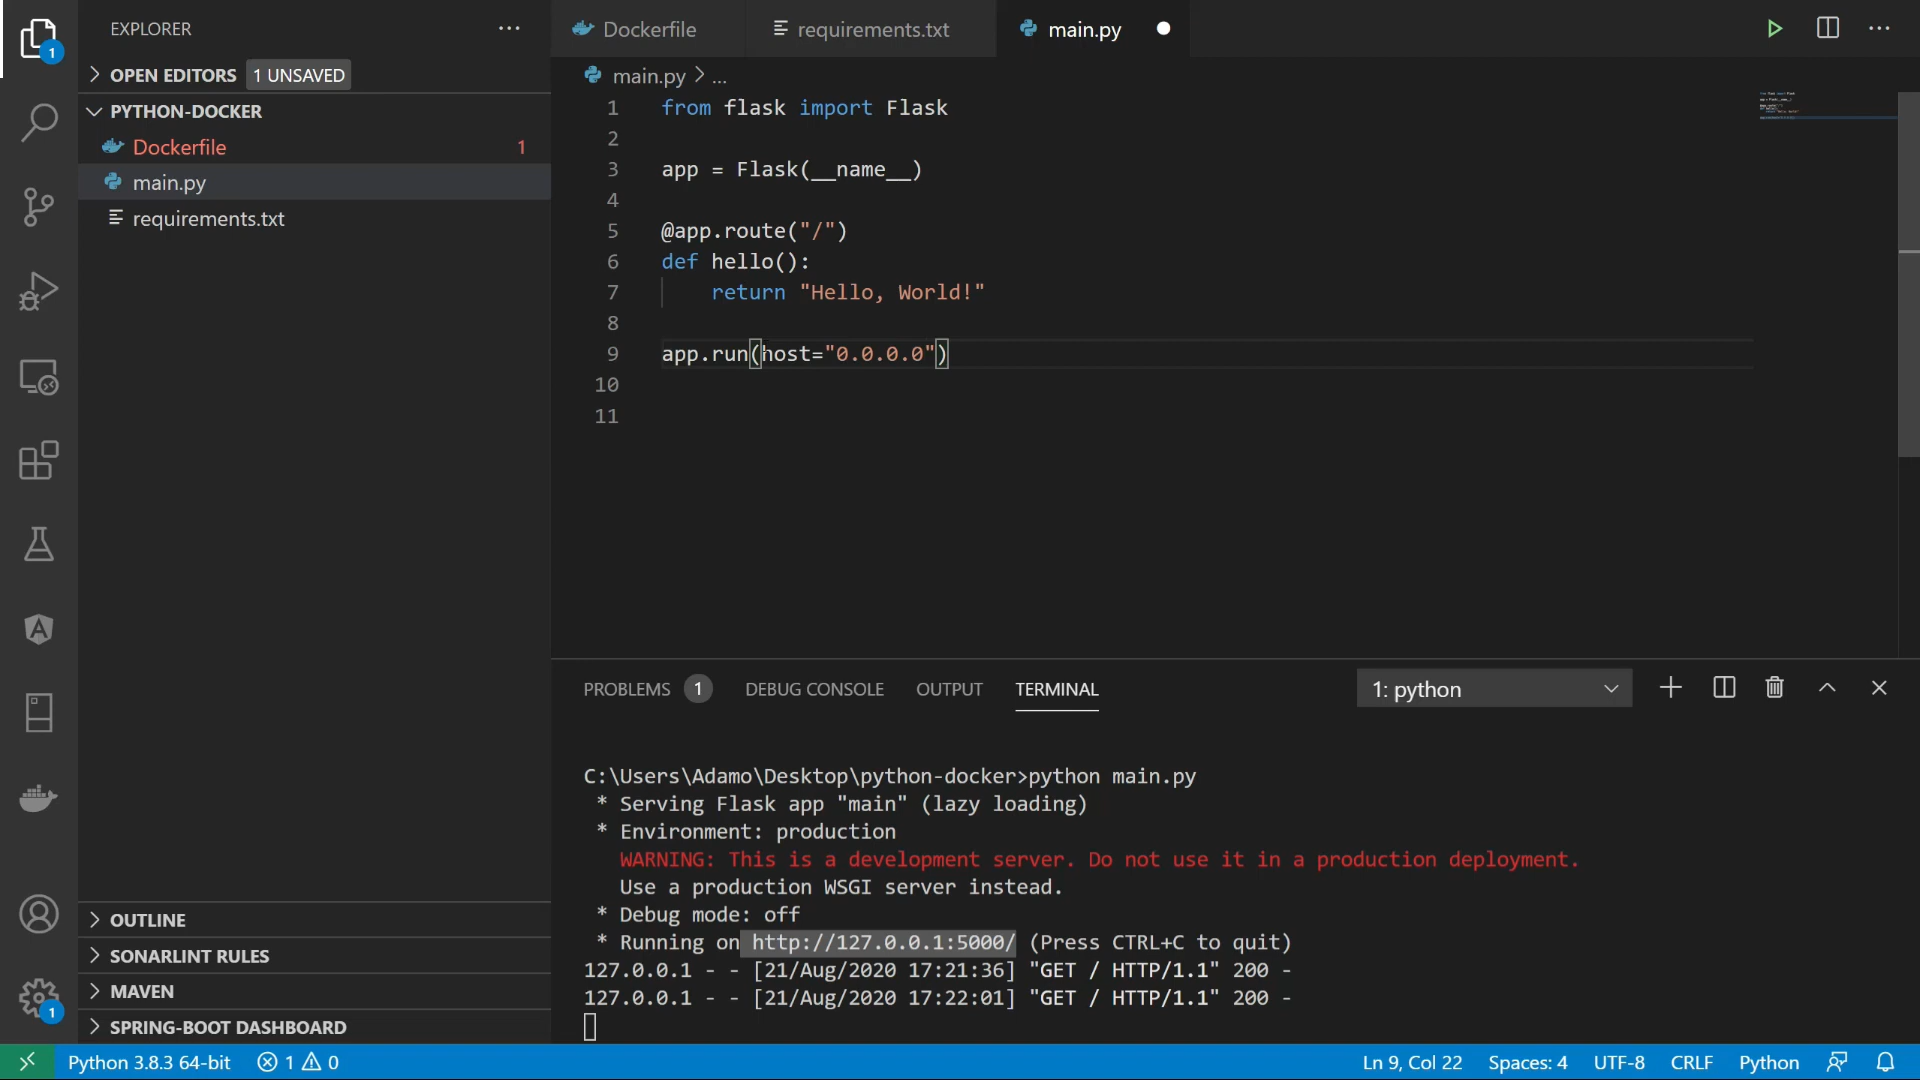 EXPLORER
OPEN EDITORS 1 UNSAVED
PYTHON-DOCKER
Dockerfile 1
main.py
requirements.txt
OUTLINE
SONARLINT RULES
MAVEN
SPRING-BOOT DASHBOARD
1
1
Dockerfile requirements.txt main.py
main.py > ...
1 from flask import Flask
2
3 app = Flask(__name__)
4
5 @app.route("/")
6 def hello():
7 return "Hello, World!"
8
9 app.run(host="0.0.0.0")
10
11
PROBLEMS 1 DEBUG CONSOLE OUTPUT TERMINAL 1: python
C:\Users\Adamo\Desktop\python-docker>python main.py
* Serving Flask app "main" (lazy loading)
* Environment: production
WARNING: This is a development server. Do not use it in a production deployment.
Use a production WSGI server instead.
* Debug mode: off
* Running on http://127.0.0.1:5000/ (Press CTRL+C to quit)
127.0.0.1 - - [21/Aug/2020 17:21:36] "GET / HTTP/1.1" 200 -
127.0.0.1 - - [21/Aug/2020 17:22:01] "GET / HTTP/1.1" 200 -
Python 3.8.3 64-bit 1 0 Ln 9, Col 22 Spaces: 4 UTF-8 CRLF Python